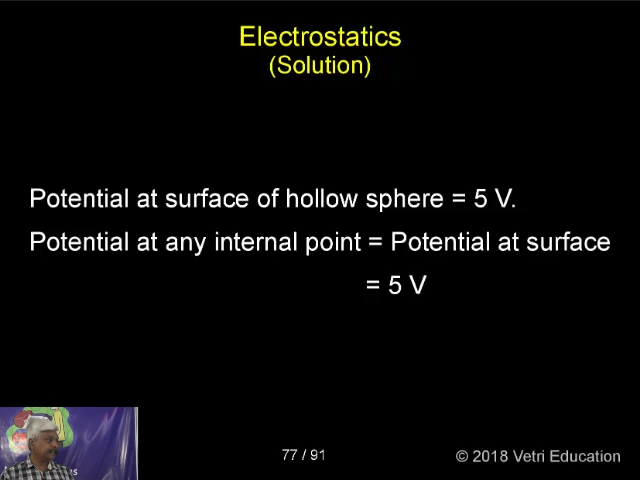 Electrostatics
(Solution)
Potential at surface of hollow sphere = 5 V.
Potential at any internal point = Potential at surface
= 5 V
77 / 91
© 2018 Vetri Education